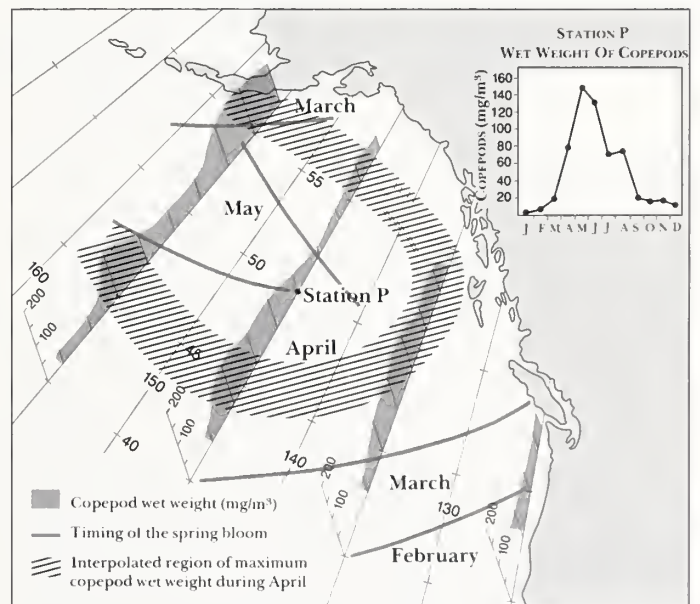 STATION P
WET WEIGHT OF COPEPODS
COPEPODS (mg/m³)
160
140
120
100
80
60
40
20
J F M A M J J A S O N D
March
55
May
50
160
200
100
Station P
45
April
150
200
100
40
140
200
100
March
130
200
100
February
Copepod wet weight (mg/m³)
Timing of the spring bloom
Interpolated region of maximum
copepod wet weight during April